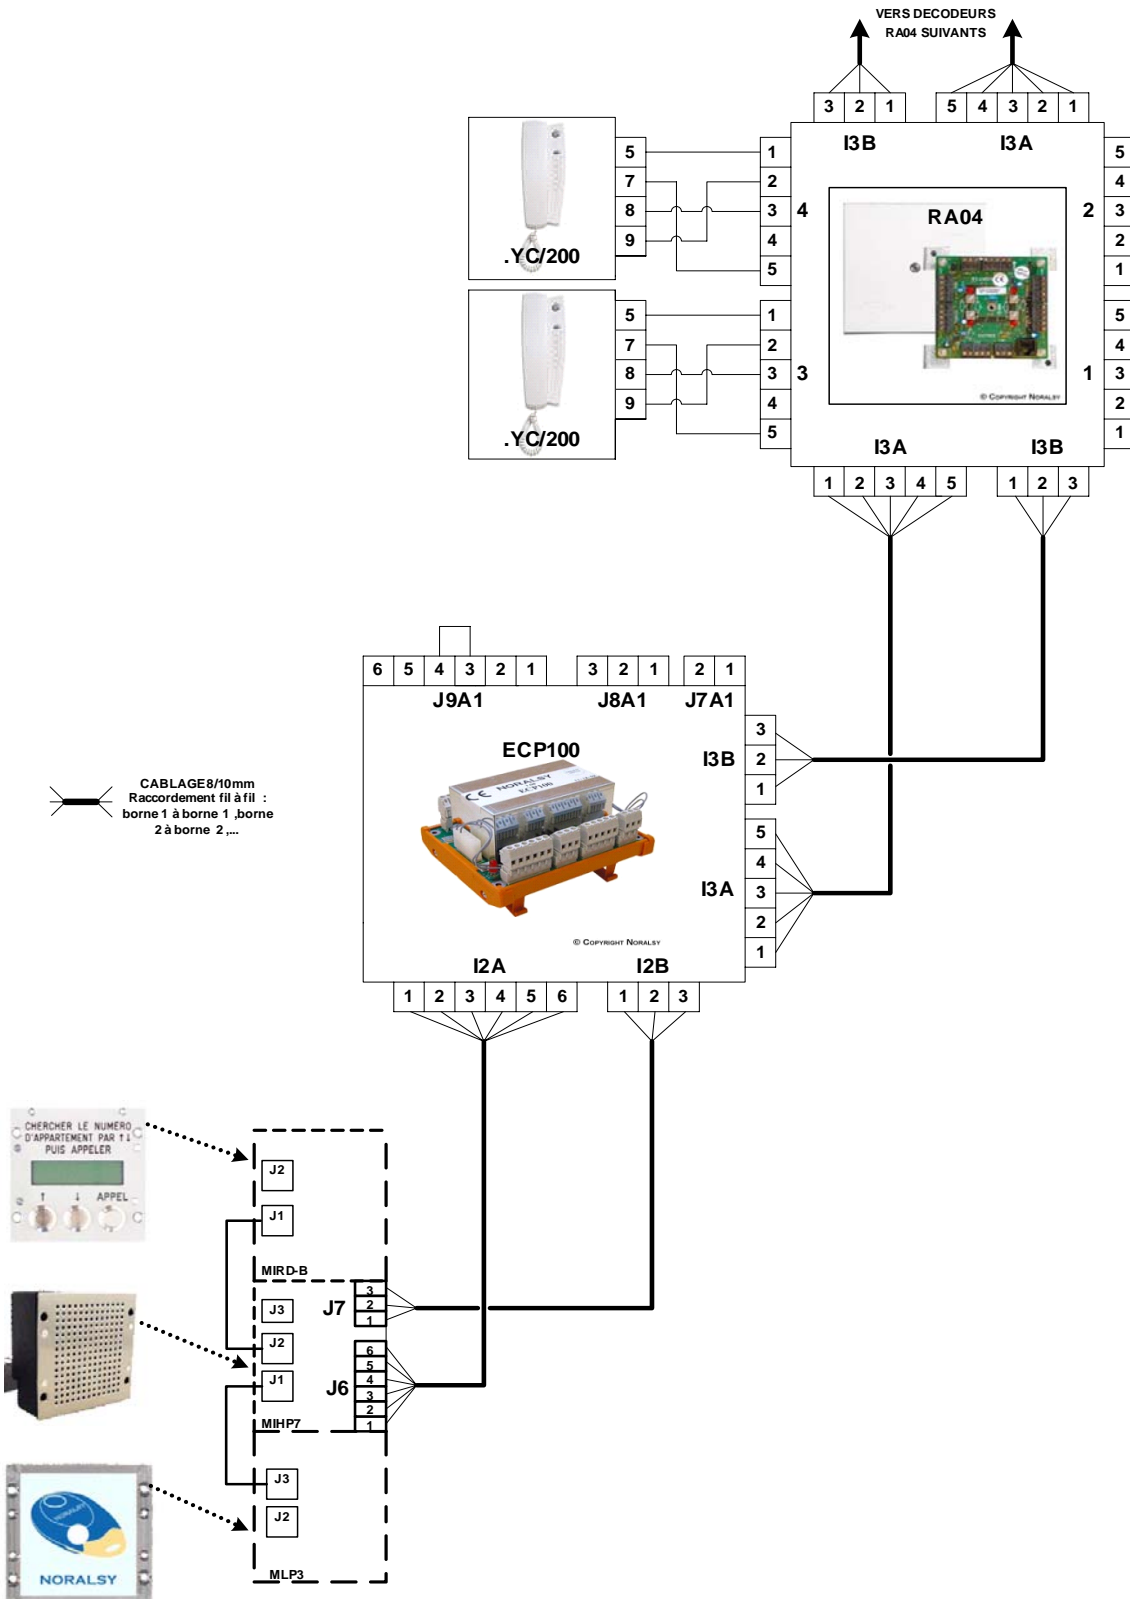 VERS DECODEURS
RA04 SUIVANTS
3 2 1
5 4 3 2 1
I3B
I3A
5
7
8
9
.YC/200
1
2
3
4
5
4
RA04
© COPYRIGHT NORALSY
2
5
4
3
2
1
5
7
8
9
.YC/200
1
2
3
4
5
3
1
5
4
3
2
1
I3A
I3B
1 2 3 4 5
1 2 3
6 5 4 3 2 1
3 2 1
2 1
J9A1
J8A1
J7A1
ECP100
NORALSY
ECP100
I3B
3
2
1
I3A
5
4
3
2
1
© COPYRIGHT NORALSY
I2A
I2B
1 2 3 4 5 6
1 2 3
CABLAGE 8/10mm
Raccordement fil à fil :
borne 1 à borne 1 ,borne
2 à borne 2 ,...
CHERCHER LE NUMERO
D'APPARTEMENT PAR ↑↓
PUIS APPELER
↑ ↓ APPEL
J2
J1
MIRD-B
J3
J2
J1
J7
3
2
1
J6
6
5
4
3
2
1
MIHP7
J3
J2
MLP3
NORALSY
NORALSY